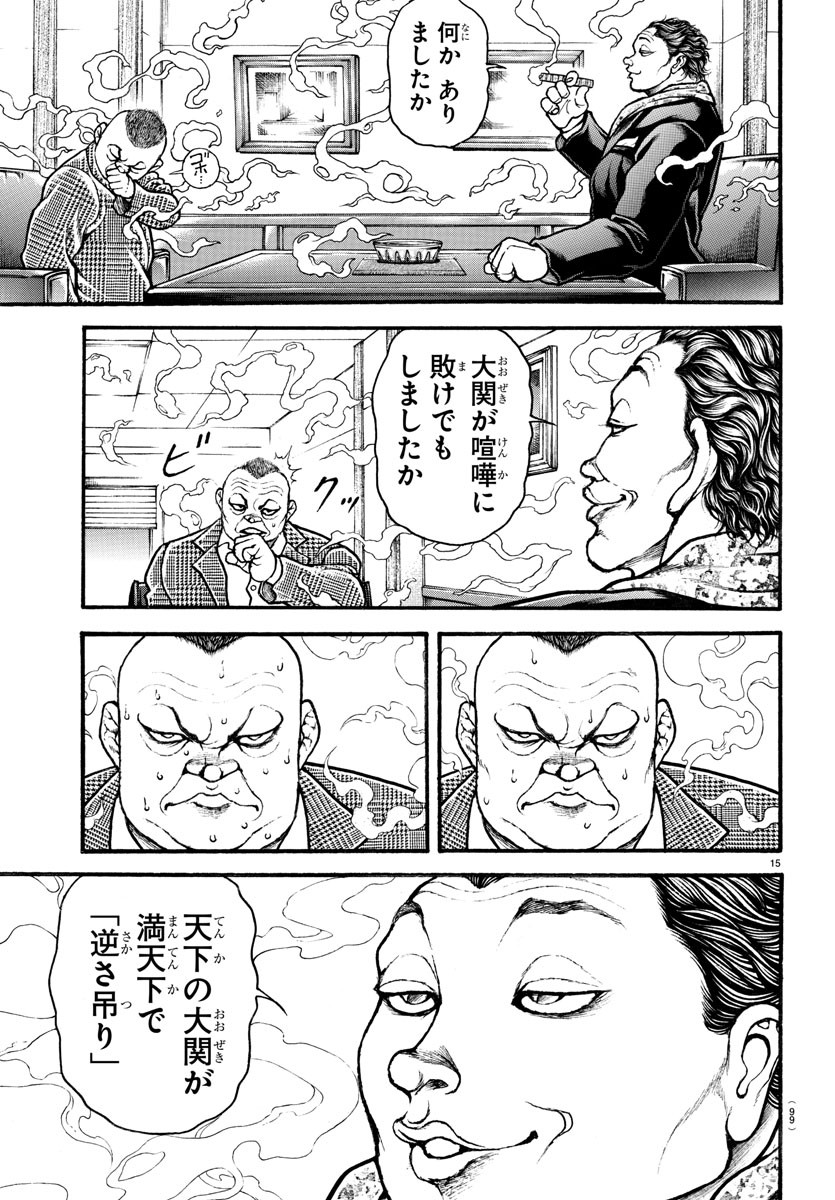 何か あり
ましたか
ゴホ…
大関が喧嘩に
敗けでも
しましたか
ビ
クッ
15
天下の大関が
満天下で
「逆さ吊り」
(99)